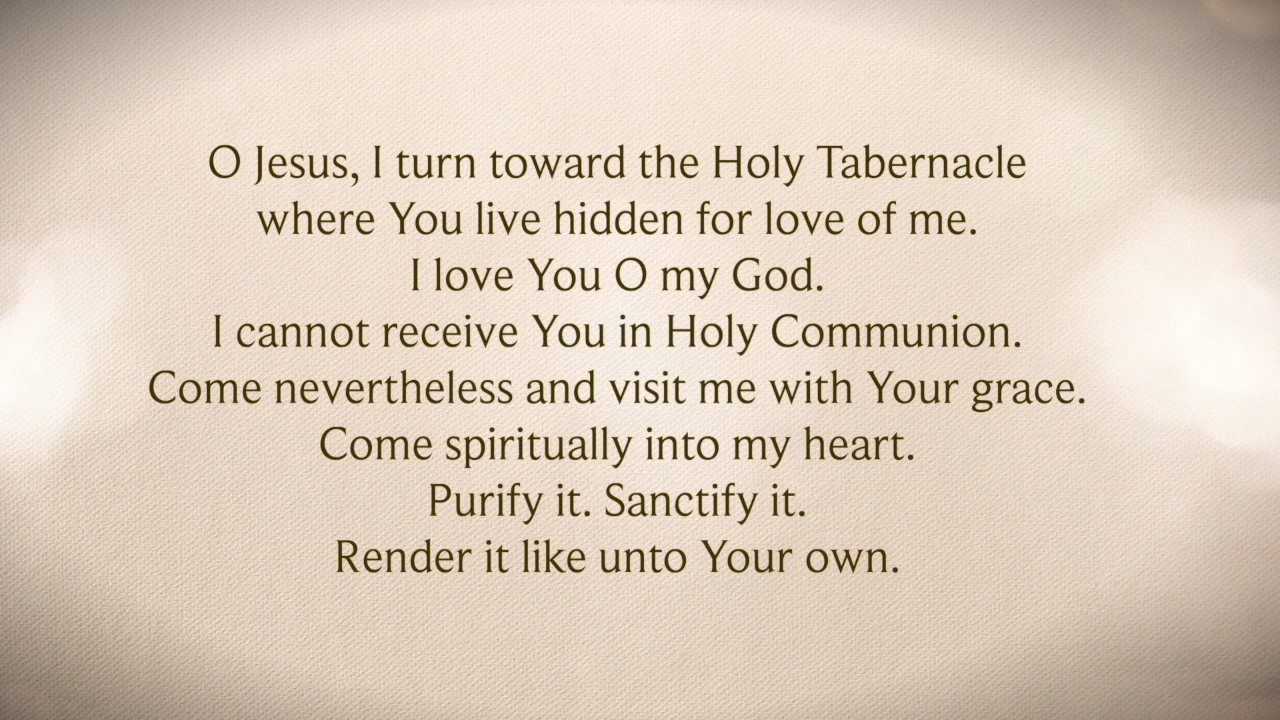 O Jesus, I turn toward the Holy Tabernacle
where You live hidden for love of me.
I love You O my God.
I cannot receive You in Holy Communion.
Come nevertheless and visit me with Your grace.
Come spiritually into my heart.
Purify it. Sanctify it.
Render it like unto Your own.